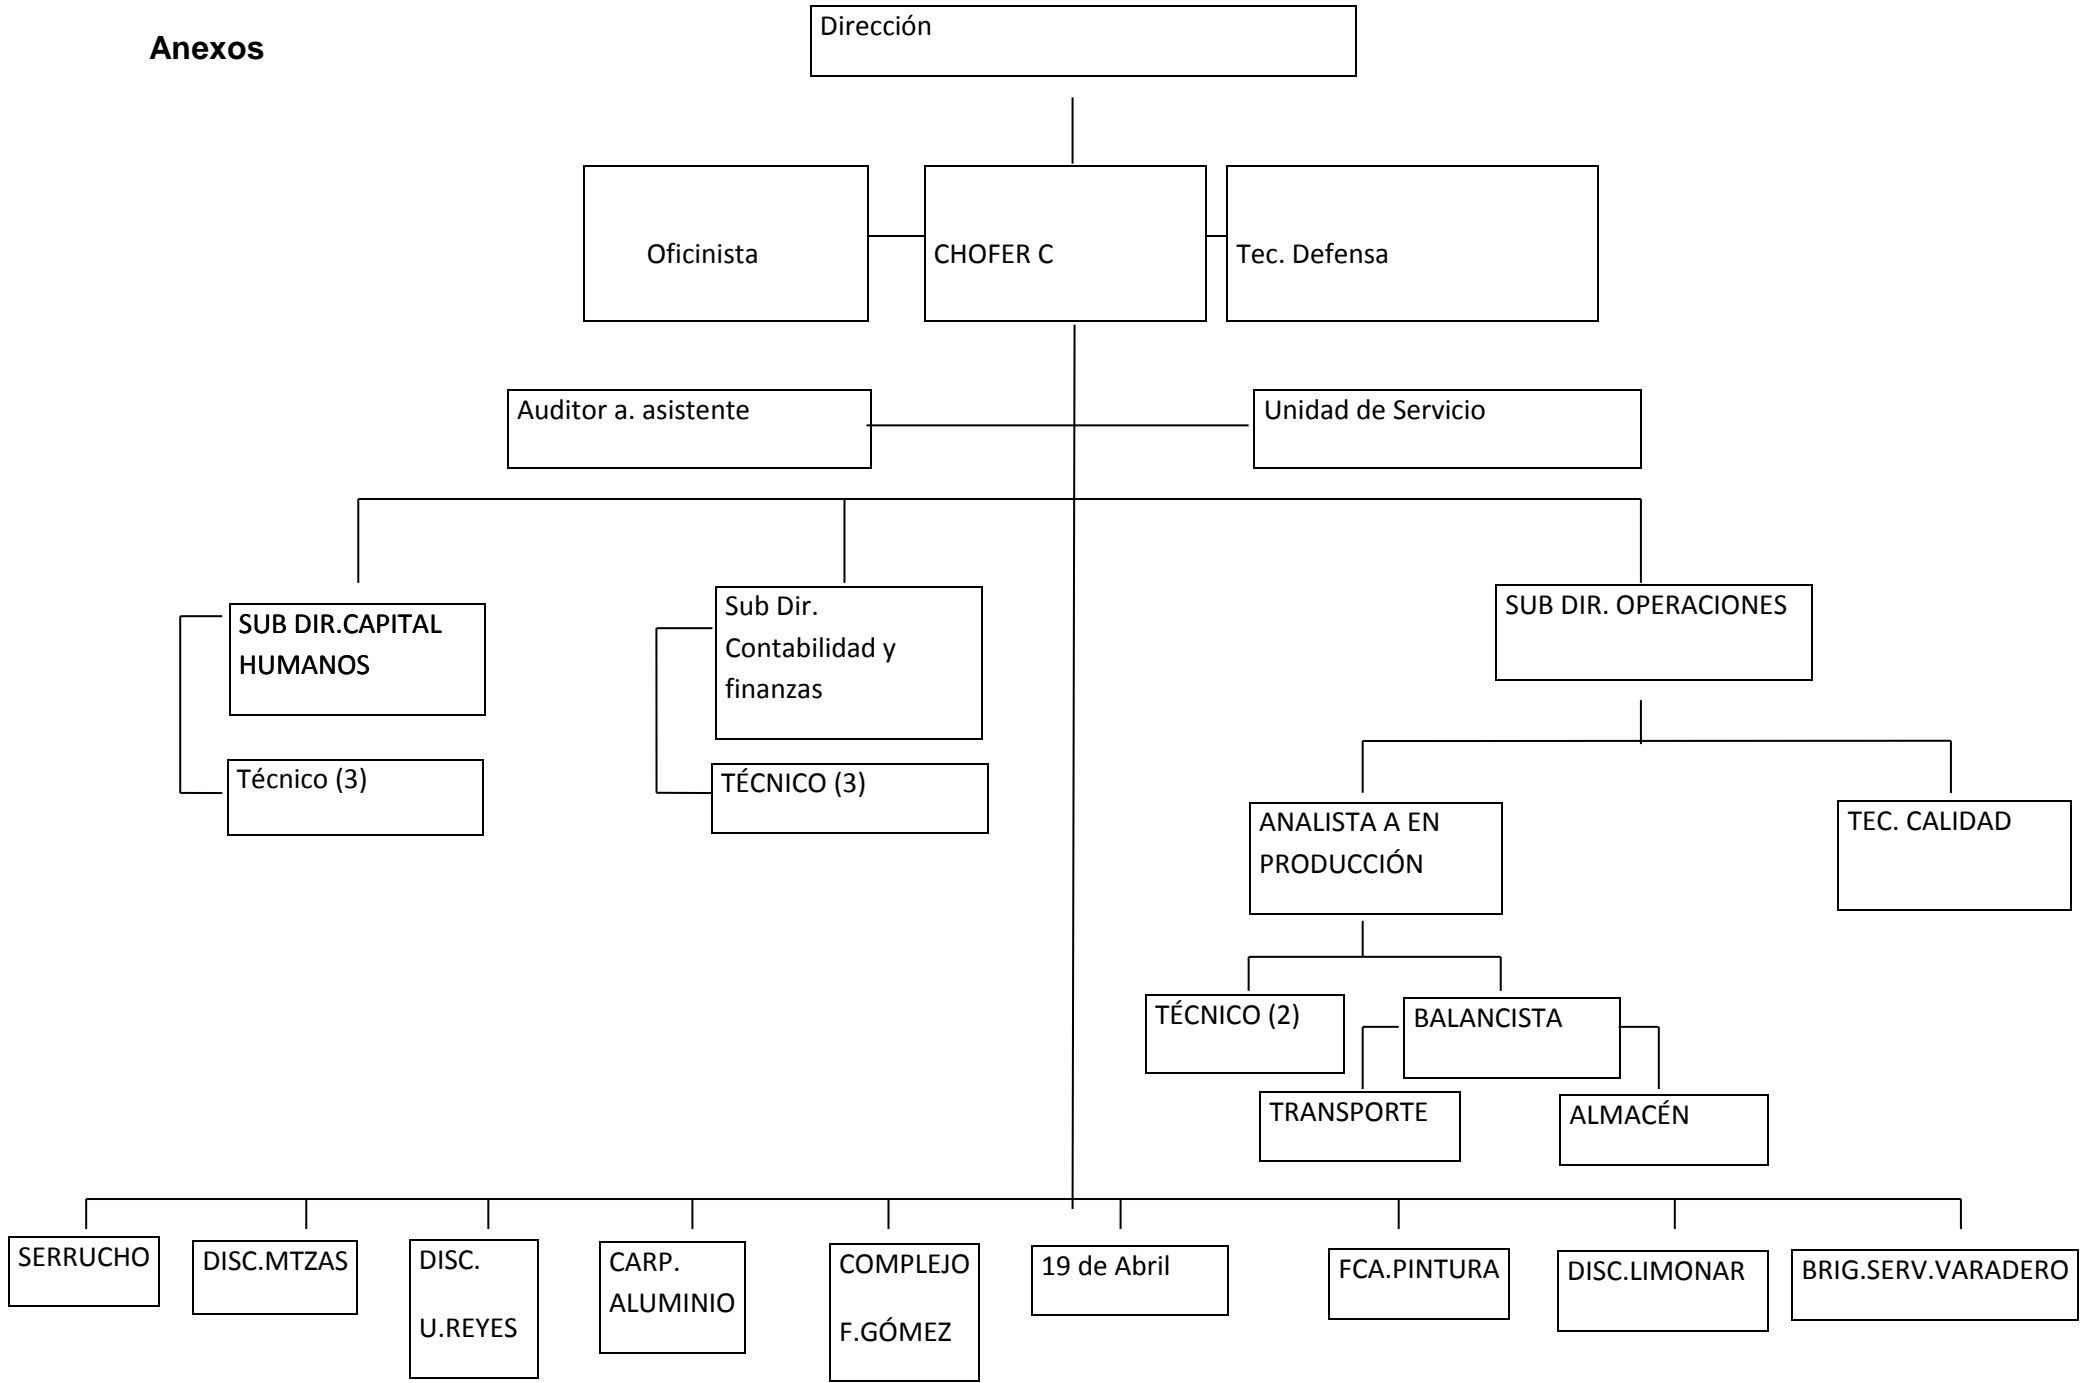 Anexos
Dirección
Oficinista
CHOFER C
Tec. Defensa
Auditor a. asistente
Unidad de Servicio
SUB DIR.CAPITAL
HUMANOS
Sub Dir.
Contabilidad y
finanzas
SUB DIR. OPERACIONES
Técnico (3)
TÉCNICO (3)
ANALISTA A EN
PRODUCCIÓN
TEC. CALIDAD
TÉCNICO (2)
BALANCISTA
TRANSPORTE
ALMACÉN
SERRUCHO
DISC.MTZAS
DISC.
U.REYES
CARP.
ALUMINIO
COMPLEJO
F.GÓMEZ
19 de Abril
FCA.PINTURA
DISC.LIMONAR
BRIG.SERV.VARADERO